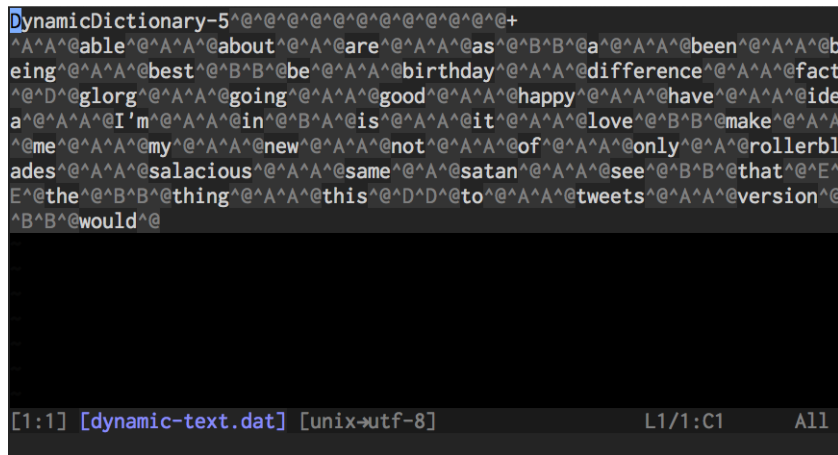 DynamicDictionary-5^@^@^@^@^@^@^@^@^@^@^@^@+
^A^A^@able^@^A^A^@about^@^A^A^@are^@^A^A^@as^@^B^B^@a^@^A^A^@been^@^A^A^@b
eing^@^A^A^@best^@^B^B^@be^@^A^A^@birthday^@^A^A^@difference^@^A^A^@fact
^@^D^@glorg^@^A^A^@going^@^A^A^@good^@^A^A^@happy^@^A^A^@have^@^A^A^@ide
a^@^A^A^@I'm^@^A^A^@in^@^B^A^@is^@^A^A^@it^@^A^A^@love^@^B^B^@make^@^A^A
^@me^@^A^A^@my^@^A^A^@new^@^A^A^@not^@^A^A^@of^@^A^A^@only^@^A^@rollerbl
ades^@^A^A^@salacious^@^A^A^@same^@^A^A^@satan^@^A^A^@see^@^B^B^@that^@^E^
E^@the^@^B^B^@thing^@^A^A^@this^@^D^D^@to^@^A^A^@tweets^@^A^A^@version^@
^B^B^@would^@
[1:1] [dynamic-text.dat] [unix→utf-8] L1/1:C1 All